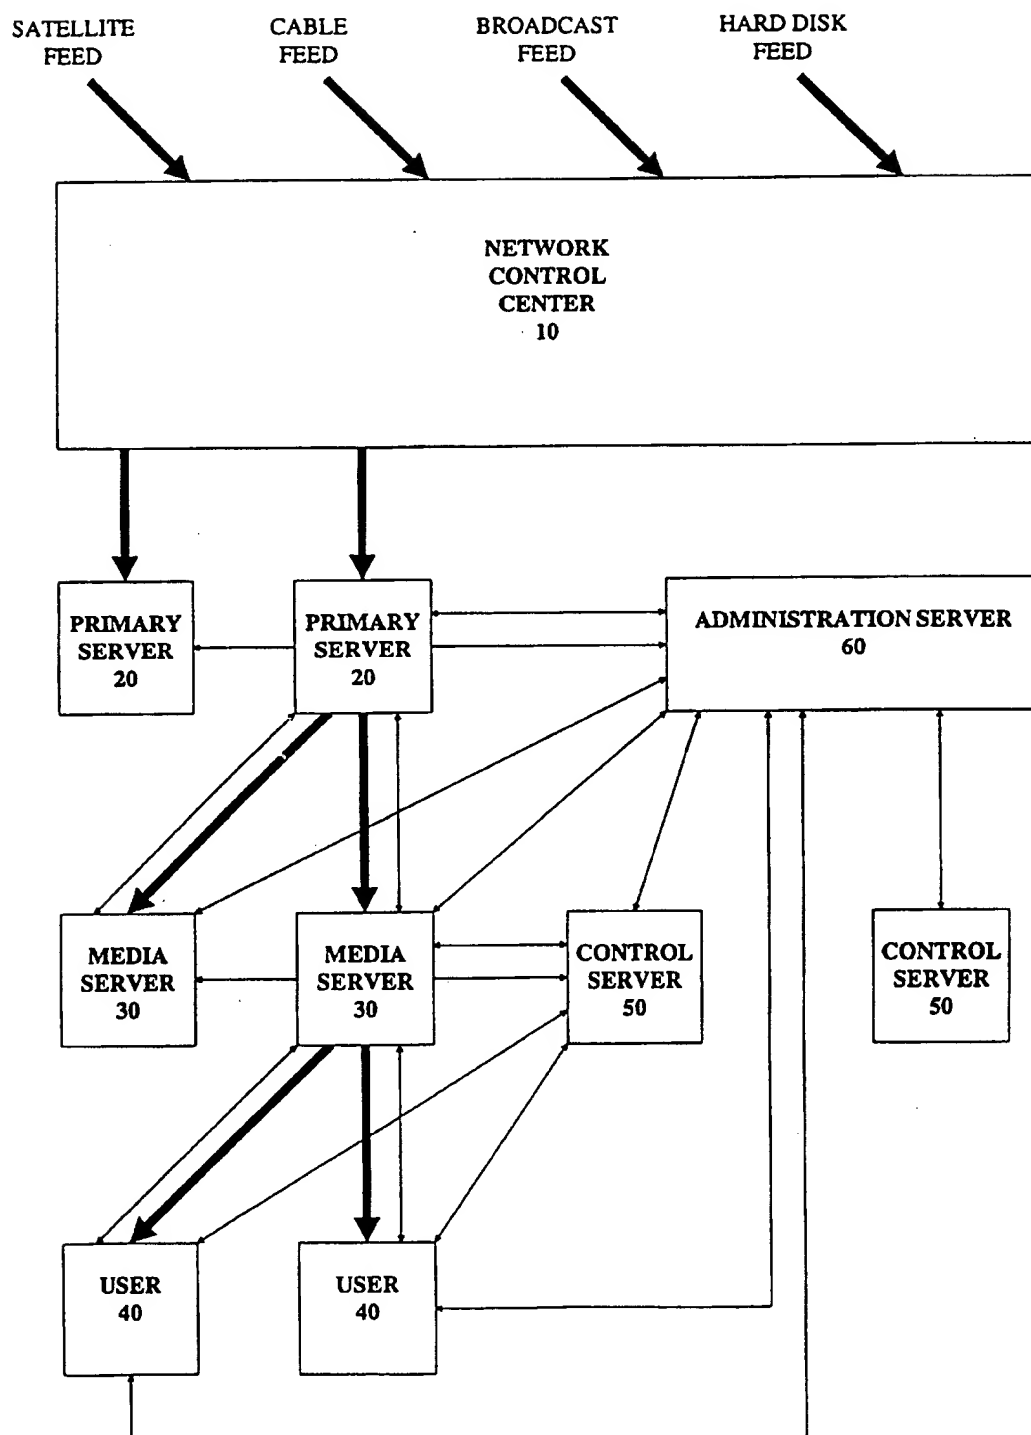 SATELLITE
FEED
CABLE
FEED
BROADCAST
FEED
HARD DISK
FEED
NETWORK
CONTROL
CENTER
10
PRIMARY
SERVER
20
PRIMARY
SERVER
20
ADMINISTRATION SERVER
60
MEDIA
SERVER
30
MEDIA
SERVER
30
CONTROL
SERVER
50
CONTROL
SERVER
50
USER
40
USER
40